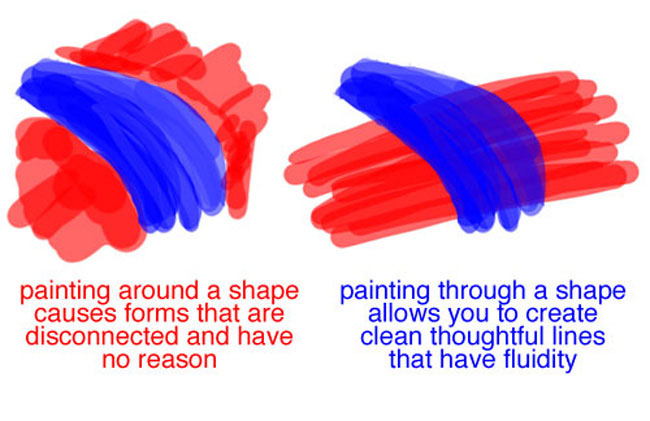 painting around a shape
causes forms that are
disconnected and have
no reason
painting through a shape
allows you to create
clean thoughtful lines
that have fluidity